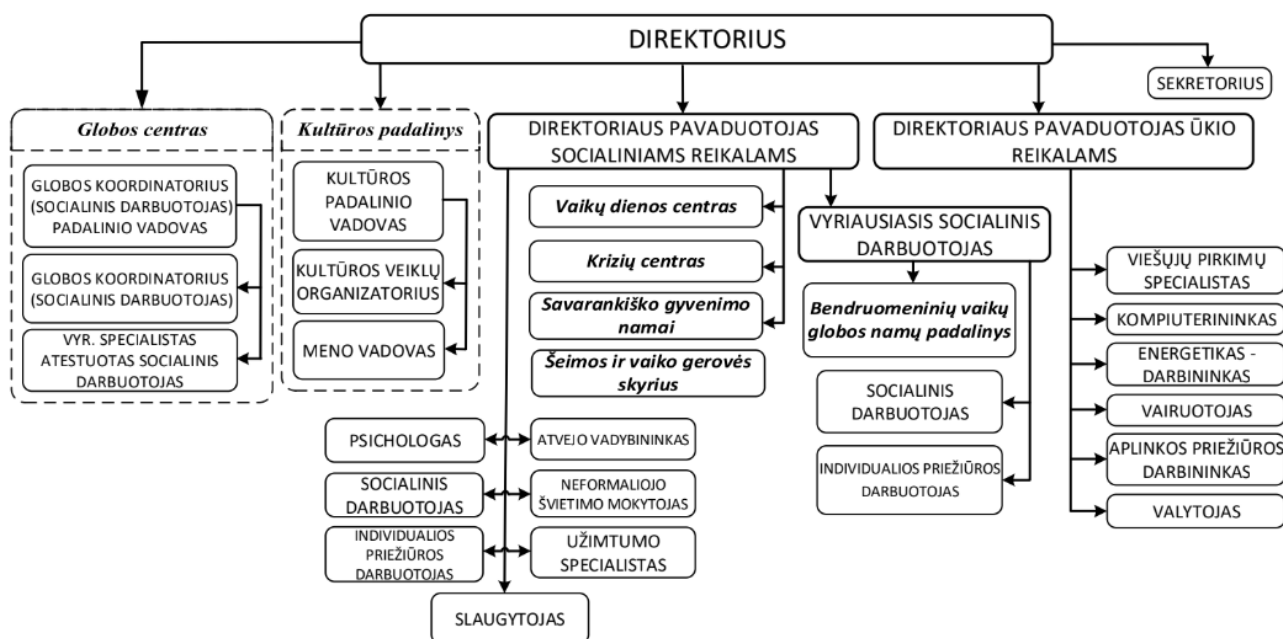 DIREKTORIUS
SEKRETORIUS
Globos centras
GLOBOS KOORDINATORIUS
(SOCIALINIS DARBUOTOJAS)
PADALINIO VADOVAS
GLOBOS KOORDINATORIUS
(SOCIALINIS DARBUOTOJAS)
VYR. SPECIALISTAS
ATESTUOTAS SOCIALINIS
DARBUOTOJAS
Kultūros padalinys
KULTŪROS
PADALINIO
VADOVAS
KULTŪROS VEIKLŲ
ORGANIZATORIUS
MENO VADOVAS
DIREKTORIAUS PAVADUOTOJAS
SOCIALINIAMS REIKALAMS
Vaikų dienos centras
Krizių centras
Savarankiško gyvenimo
namai
Šeimos ir vaiko gerovės
skyrius
VYRIAUSIASIS SOCIALINIS
DARBUOTOJAS
Bendruomeninių vaikų
globos namų padalinys
SOCIALINIS
DARBUOTOJAS
INDIVIDUALIOS PRIEŽIŪROS
DARBUOTOJAS
PSICHOLOGAS
ATVEJO VADYBININKAS
SOCIALINIS
DARBUOTOJAS
NEFORMALIOJO
ŠVIETIMO MOKYTOJAS
INDIVIDUALIOS
PRIEŽIŪROS
DARBUOTOJAS
UŽIMTUMO
SPECIALISTAS
SLAUGYTOJAS
DIREKTORIAUS PAVADUOTOJAS ŪKIO
REIKALAMS
VIEŠŲJŲ PIRKIMŲ
SPECIALISTAS
KOMPIUTERININKAS
ENERGETIKAS -
DARBININKAS
VAIRUOTOJAS
APLINKOS PRIEŽIŪROS
DARBININKAS
VALYTOJAS